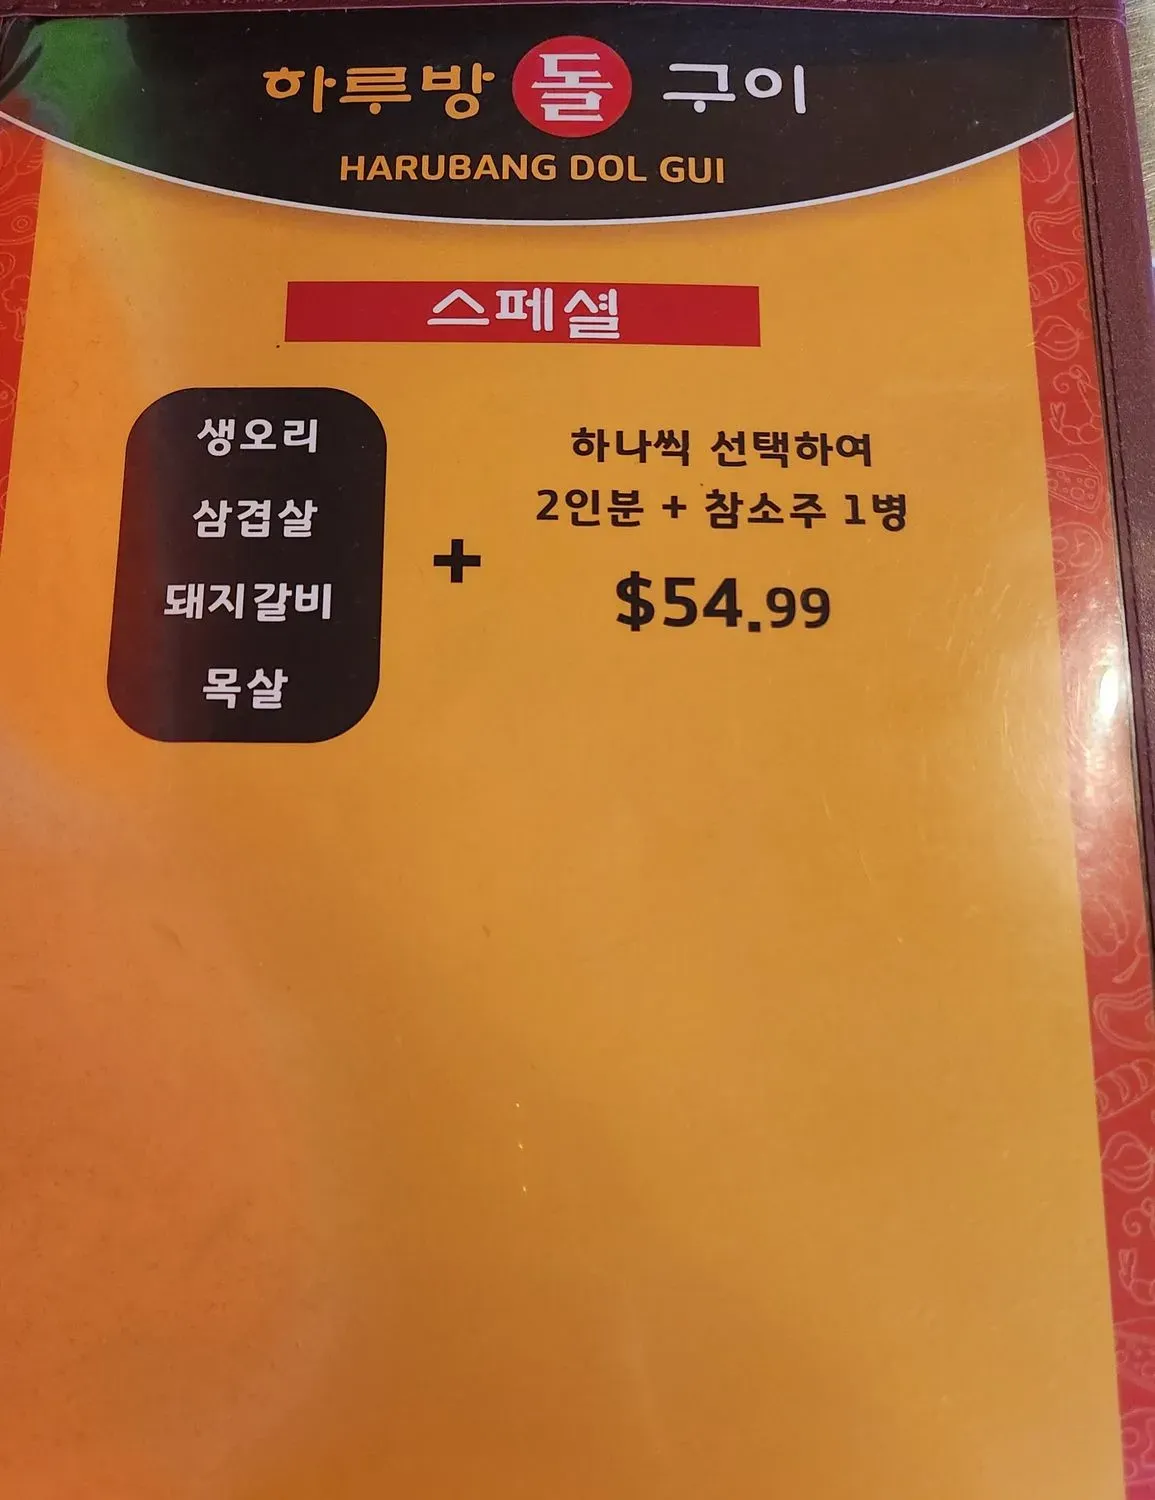 하루방 돌 구이
HARUBANG DOL GUI
스페셜
생오리
삼겹살
돼지갈비
목살
+
하나씩 선택하여
2인분 + 참소주 1병
$54.99